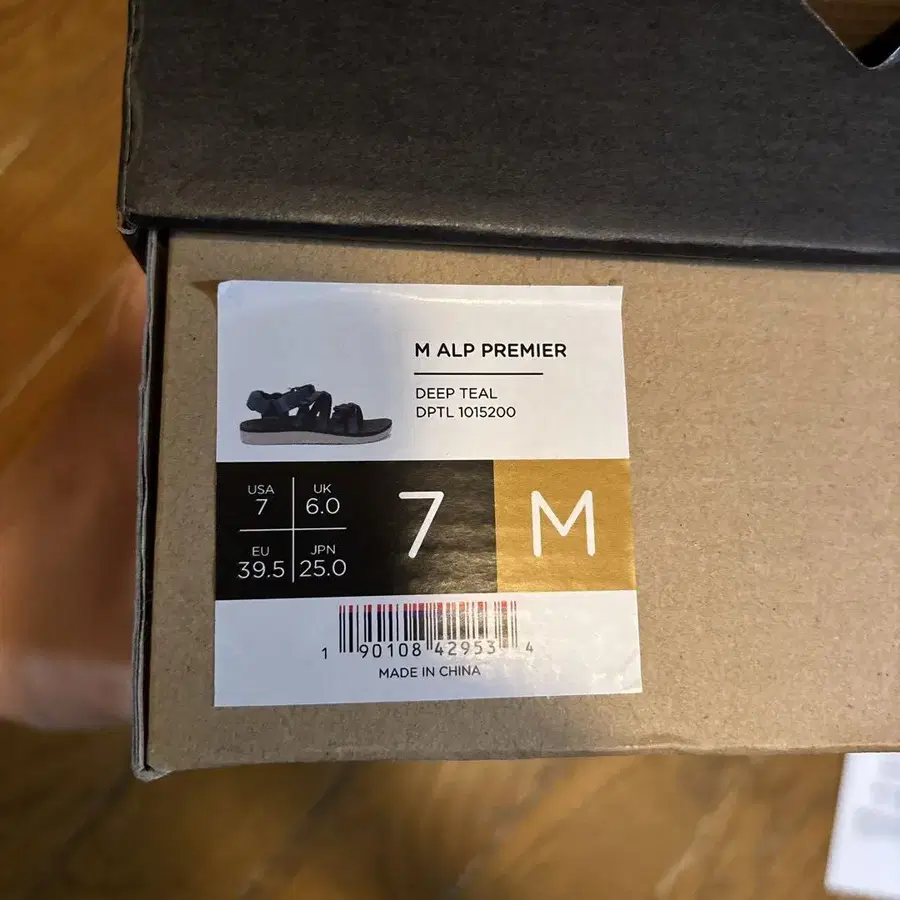 M ALP PREMIER
DEEP TEAL
DPTL 1015200
USA
7
UK
6.0
EU
39.5
JPN
25.0
7
M
1 90108 42953 4
MADE IN CHINA